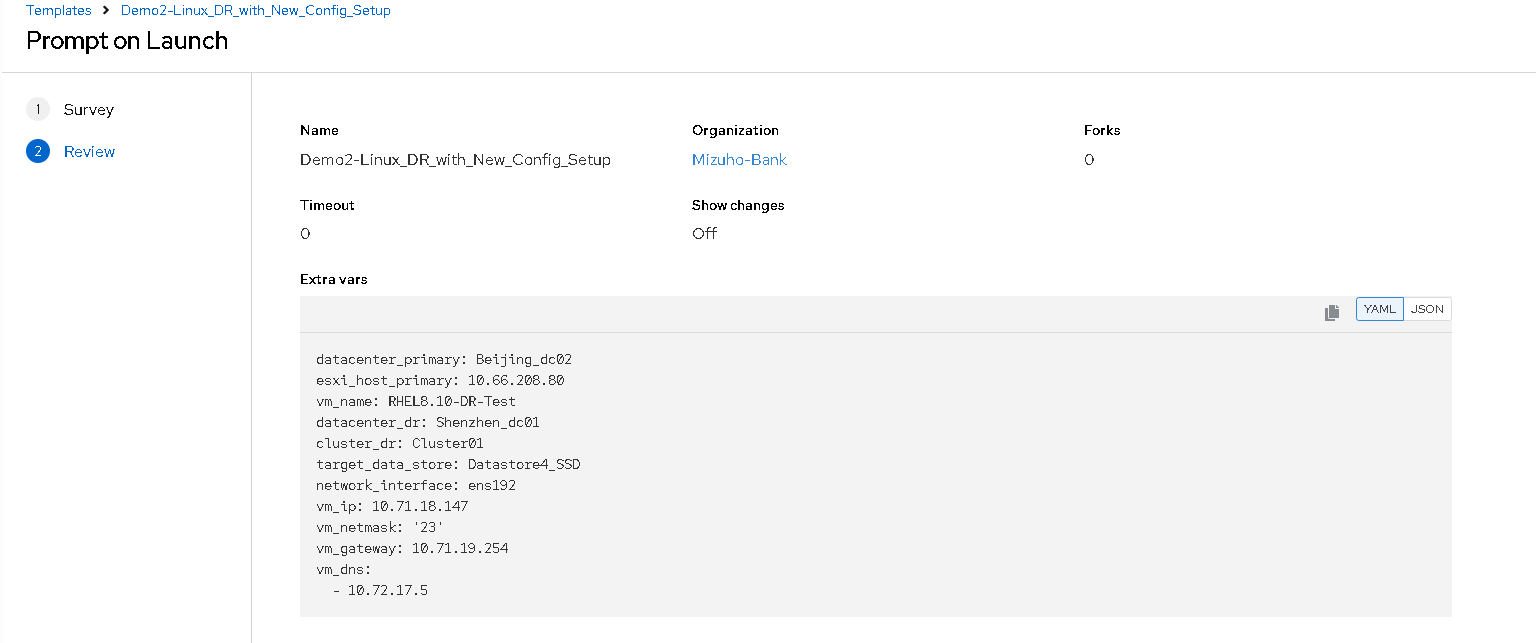 Templates > Demo2-Linux_DR_with_New_Config_Setup
Prompt on Launch
1 Survey
2 Review
Name Organization Forks
Demo2-Linux_DR_with_New_Config_Setup Mizuho-Bank 0
Timeout Show changes
0 Off
Extra vars
YAML JSON
datacenter_primary: Beijing_dc02
esxi_host_primary: 10.66.208.80
vm_name: RHEL8.10-DR-Test
datacenter_dr: Shenzhen_dc01
cluster_dr: Cluster01
target_data_store: Datastore4_SSD
network_interface: ens192
vm_ip: 10.71.18.147
vm_netmask: '23'
vm_gateway: 10.71.19.254
vm_dns:
  - 10.72.17.5